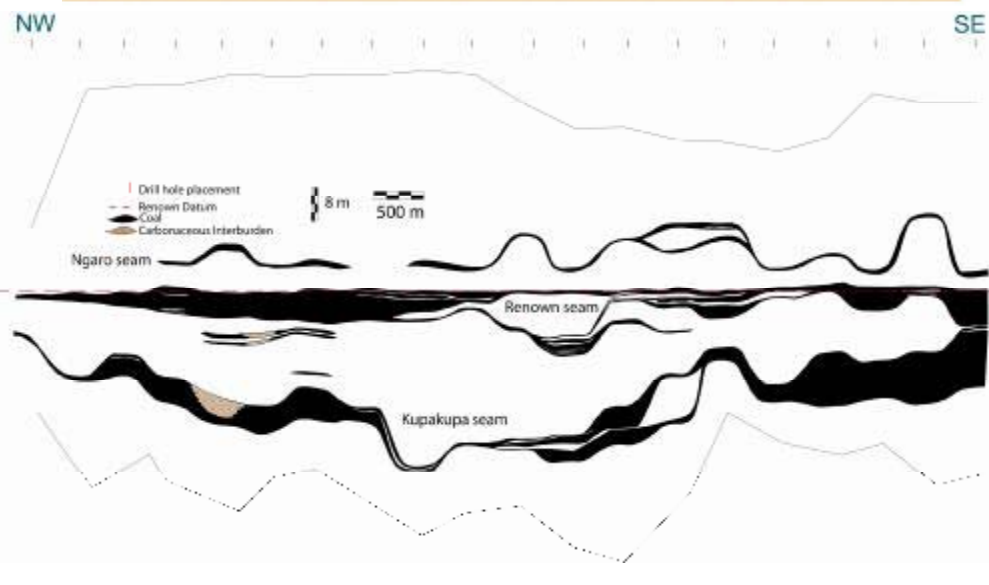 NW
SE
Drill hole placement
Renown Datum
Coal
Carbonaceous Interburden
8 m
500 m
Ngaro seam
Renown seam
Kupakupa seam